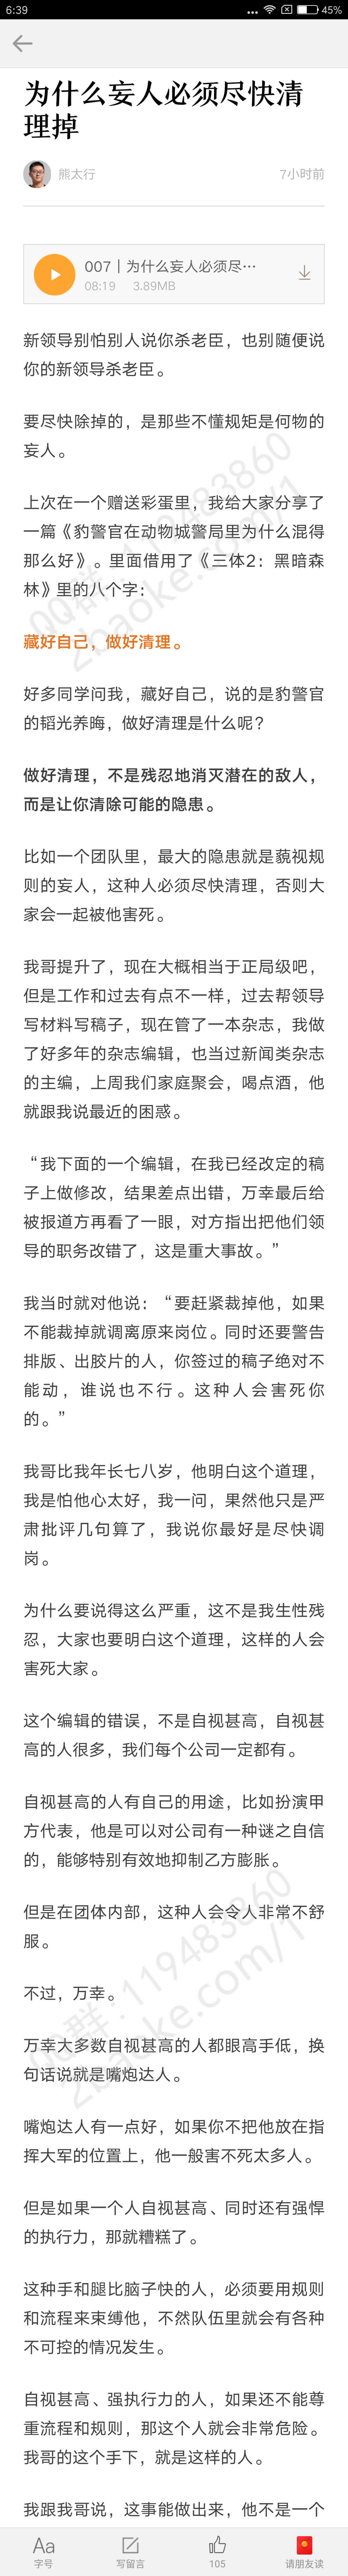 6:39
45%
为什么妄人必须尽快清
理掉
熊太行
7小时前
007丨为什么妄人必须尽…
08:19 3.89MB
新领导别怕别人说你杀老臣，也别随便说
你的新领导杀老臣。
要尽快除掉的，是那些不懂规矩是何物的
妄人。
上次在一个赠送彩蛋里，我给大家分享了
一篇《豹警官在动物城警局里为什么混得
那么好》。里面借用了《三体2：黑暗森
林》里的八个字：
藏好自己，做好清理。
好多同学问我，藏好自己，说的是豹警官
的韬光养晦，做好清理是什么呢？
做好清理，不是残忍地消灭潜在的敌人，
而是让你清除可能的隐患。
比如一个团队里，最大的隐患就是藐视规
则的妄人，这种人必须尽快清理，否则大
家会一起被他害死。
我哥提升了，现在大概相当于正局级吧，
但是工作和过去有点不一样，过去帮领导
写材料写稿子，现在管了一本杂志，我做
了好多年的杂志编辑，也当过新闻类杂志
的主编，上周我们家庭聚会，喝点酒，他
就跟我说最近的困惑。
“我下面的一个编辑，在我已经改定的稿
子上做修改，结果差点出错，万幸最后给
被报道方再看了一眼，对方指出把他们领
导的职务改错了，这是重大事故。”
我当时就对他说：“要赶紧裁掉他，如果
不能裁掉就调离原来岗位。同时还要警告
排版、出胶片的人，你签过的稿子绝对不
能动，谁说也不行。这种人会害死你
的。”
我哥比我年长七八岁，他明白这个道理，
我是怕他心太好，我一问，果然他只是严
肃批评几句算了，我说你最好是尽快调
岗。
为什么要说得这么严重，这不是我生性残
忍，大家也要明白这个道理，这样的人会
害死大家。
这个编辑的错误，不是自视甚高，自视甚
高的人很多，我们每个公司一定都有。
自视甚高的人有自己的用途，比如扮演甲
方代表，他是可以对公司有一种谜之自信
的，能够特别有效地抑制乙方膨胀。
但是在团体内部，这种人会令人非常不舒
服。
不过，万幸。
万幸大多数自视甚高的人都眼高手低，换
句话说就是嘴炮达人。
嘴炮达人有一点好，如果你不把他放在指
挥大军的位置上，他一般害不死太多人。
但是如果一个人自视甚高、同时还有强悍
的执行力，那就糟糕了。
这种手和腿比脑子快的人，必须要用规则
和流程来束缚他，不然队伍里就会有各种
不可控的情况发生。
自视甚高、强执行力的人，如果还不能尊
重流程和规则，那这个人就会非常危险。
我哥的这个手下，就是这样的人。
我跟我哥说，这事能做出来，他不是一个
QQ群:119483860
2baoke.com/1
QQ群:119483860
2baoke.com/1
Aa
字号
写留言
105
请朋友读